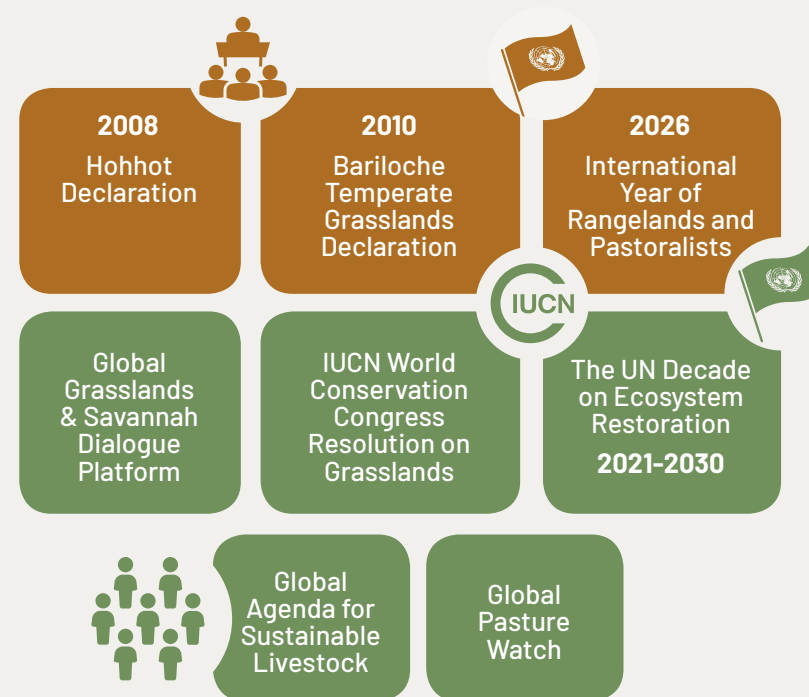 2008
Hohhot
Declaration
2010
Bariloche
Temperate
Grasslands
Declaration
2026
International
Year of
Rangelands and
Pastoralists
IUCN
Global
Grasslands
& Savannah
Dialogue
Platform
IUCN World
Conservation
Congress
Resolution on
Grasslands
The UN Decade
on Ecosystem
Restoration
2021-2030
Global
Agenda for
Sustainable
Livestock
Global
Pasture
Watch